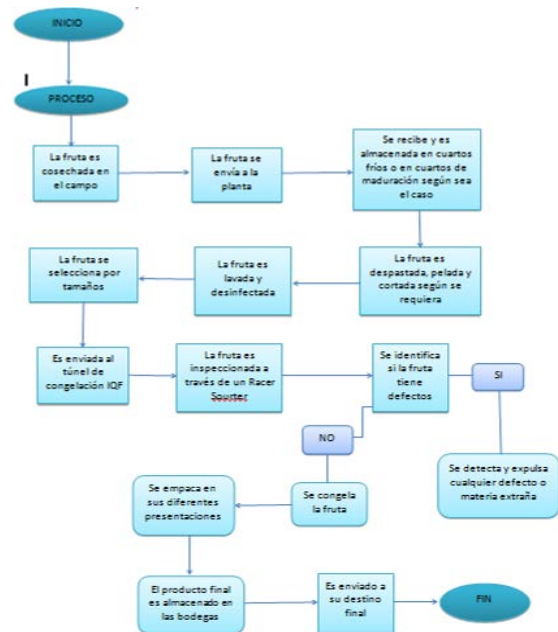 INICIO
PROCESO
La fruta es
cosechada en
el campo
La fruta se
envía a la
planta
Se recibe y es
almacenada en cuartos
fríos o en cuartos de
maduración según sea
el caso
La fruta es
despastada, pelada y
cortada según se
requiera
La fruta es
lavada y
desinfectada
La fruta se
selecciona por
tamaños
Es enviada al
túnel de
congelación IQF
La fruta es
inspeccionada a
través de un Racer
Sourter
Se identifica
si la fruta
tiene
defectos
SI
Se detecta y expulsa
cualquier defecto o
materia extraña
NO
Se congela
la fruta
Se empaca en
sus diferentes
presentaciones
El producto final
es almacenado en
las bodegas
Es enviado a
su destino
final
FIN